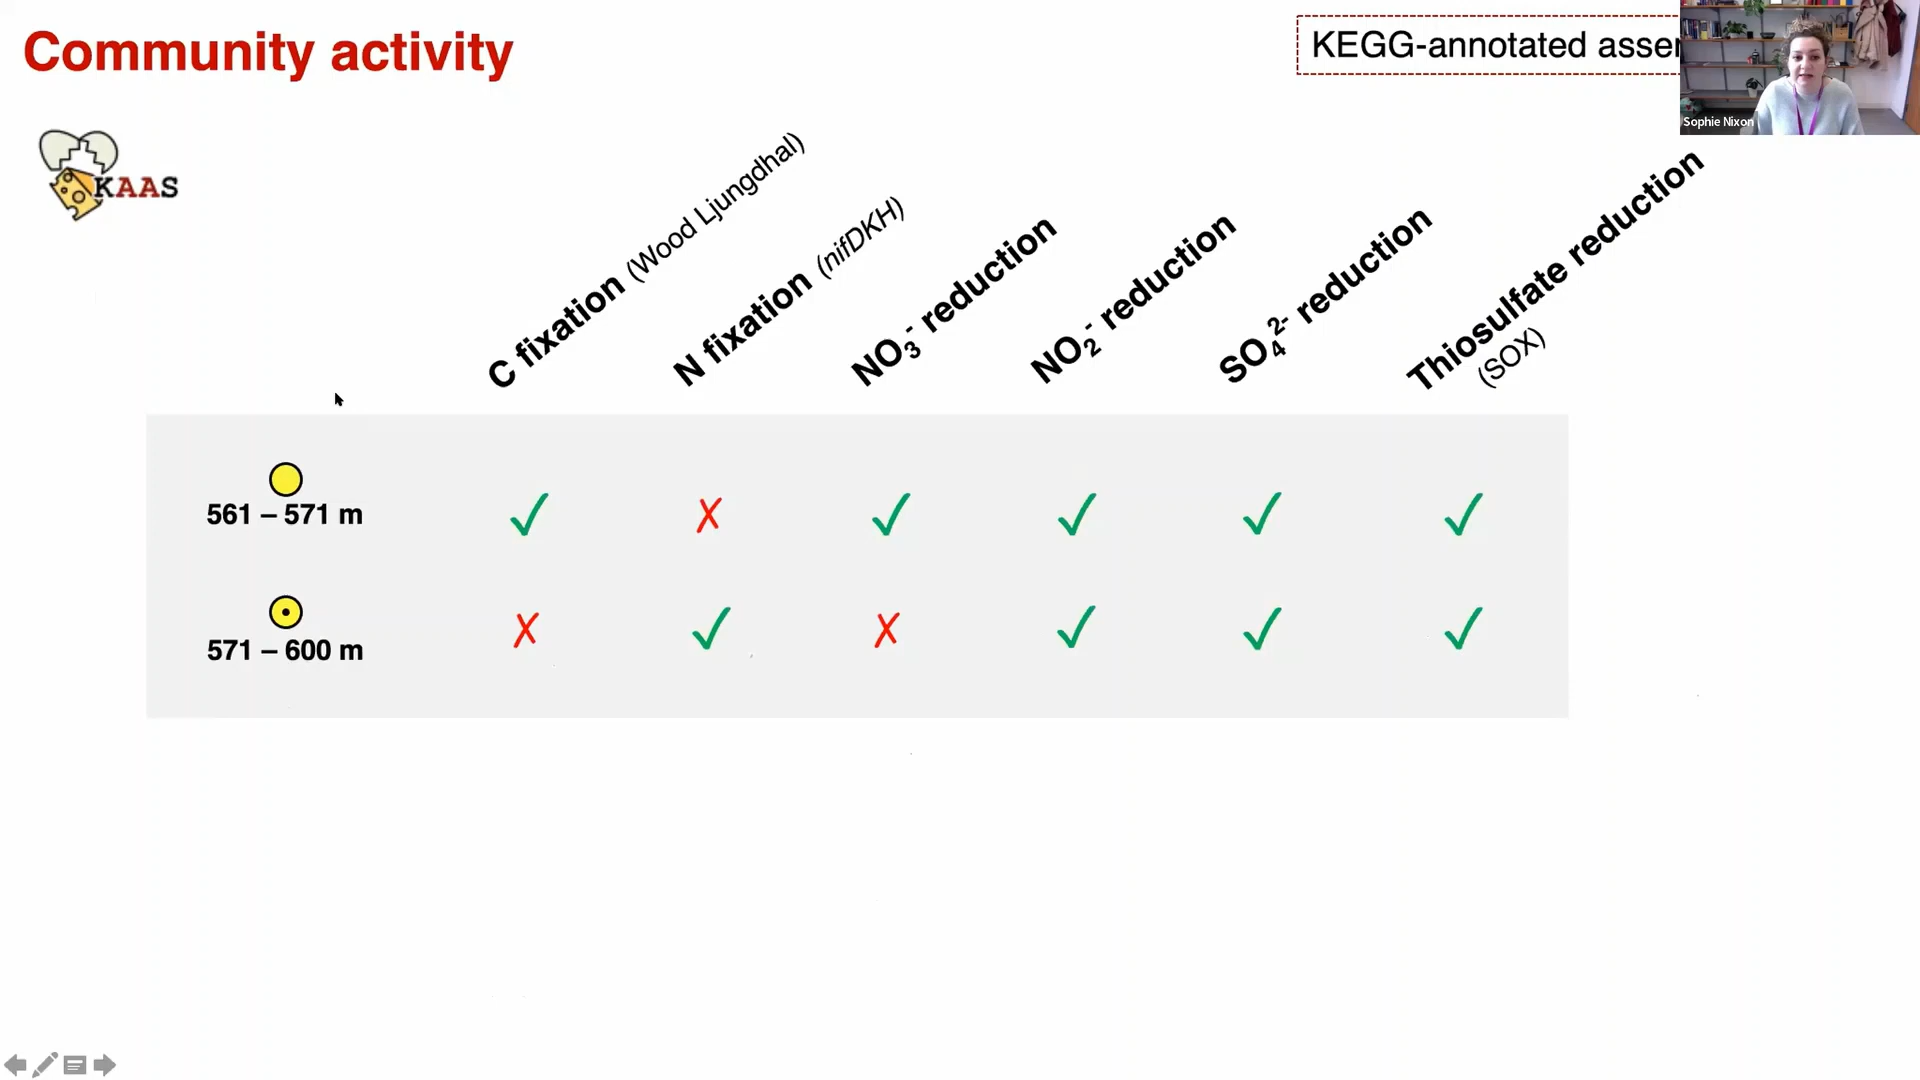 Community activity
KEGG-annotated asser
Sophie Nixon
KAAS
C fixation (Wood Ljungdhal)
N fixation (nifDKH)
NO3- reduction
NO2- reduction
SO42- reduction
Thiosulfate reduction
(SOX)
561 – 571 m
✓ ✗ ✓ ✓ ✓ ✓
571 – 600 m
✗ ✓ ✗ ✓ ✓ ✓